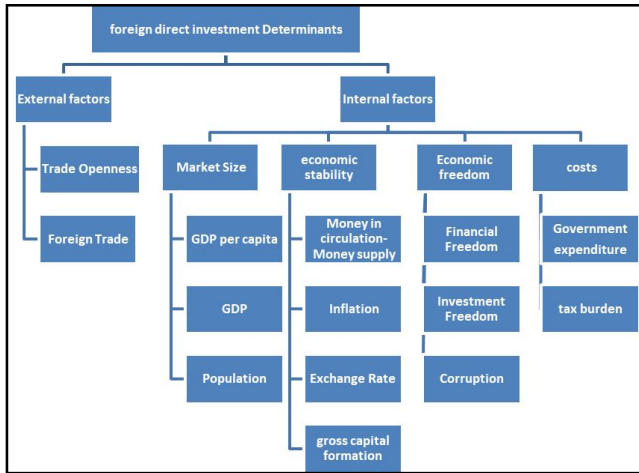 foreign direct investment Determinants
External factors
Internal factors
Trade Openness
Foreign Trade
Market Size
economic
stability
Economic
freedom
costs
GDP per capita
GDP
Population
Money in
circulation-
Money supply
Inflation
Exchange Rate
gross capital
formation
Financial
Freedom
Investment
Freedom
Corruption
Government
expenditure
tax burden